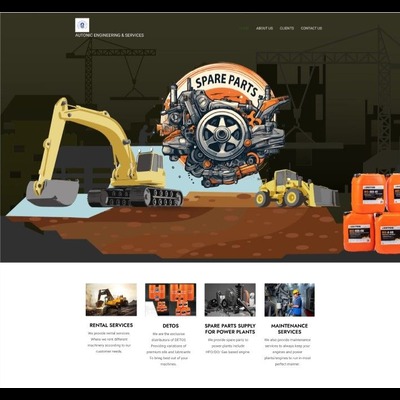 AUTONIC ENGINEERING & SERVICES
ABOUT US
CLIENTS
CONTACT US
SPARE PARTS
RENTAL SERVICES
We provide rental services.
Where we rent different
machinery according to our
customer needs.
DETOS
We are the exclusive
distributors of DETOS
Providing variations of
premium oils and lubricants
To bring best out of your
machines.
SPARE PARTS SUPPLY
FOR POWER PLANTS
We provide spare parts to
power plants include
HFO/DG/ Gas based engine
MAINTENANCE
SERVICES
We also provide maintenance
services to always keep your
engines and power
plants/engines to run in most
perfect manner